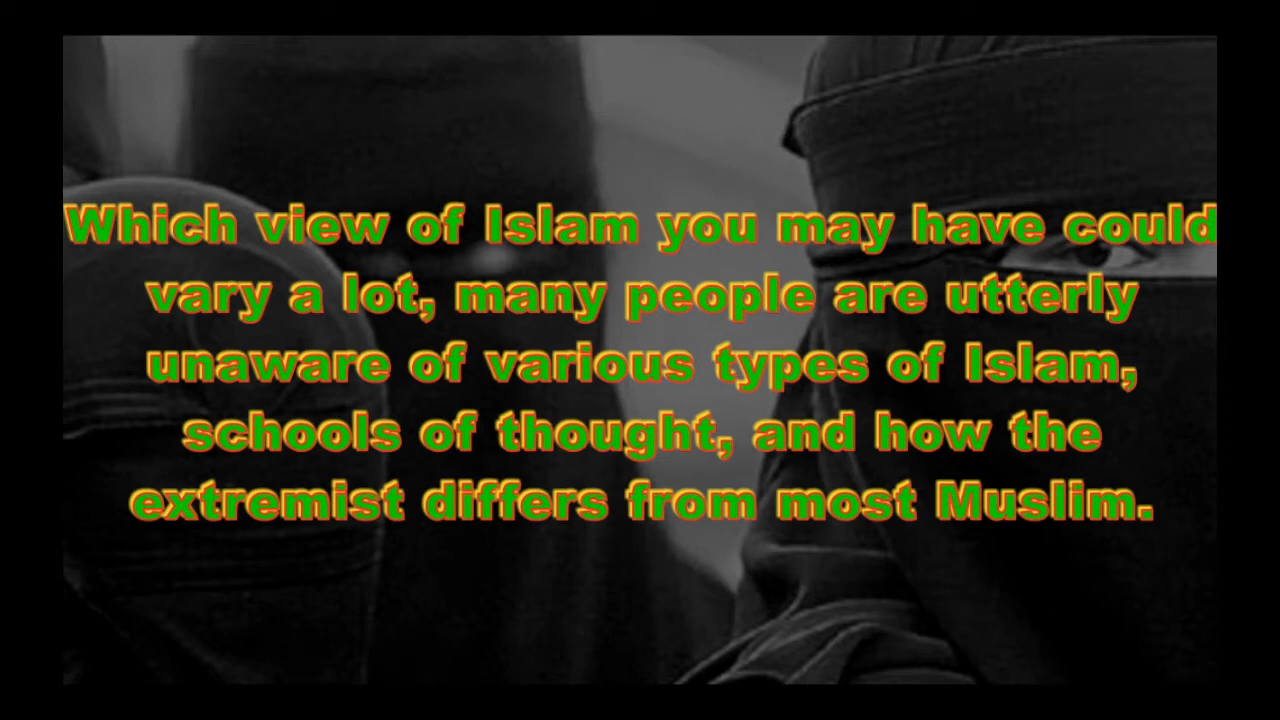 Which view of Islam you may have could
vary a lot, many people are utterly
unaware of various types of Islam,
schools of thought, and how the
extremist differs from most Muslim.